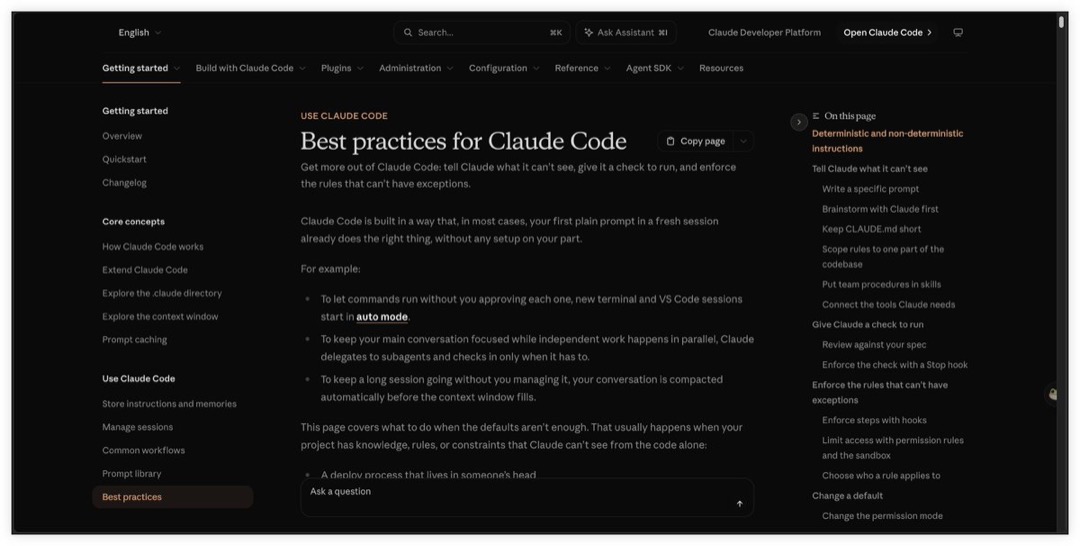 English
Search...
⌘K
Ask Assistant ⌘I
Claude Developer Platform
Open Claude Code
Getting started
Build with Claude Code
Plugins
Administration
Configuration
Reference
Agent SDK
Resources
Getting started
Overview
Quickstart
Changelog
Core concepts
How Claude Code works
Extend Claude Code
Explore the .claude directory
Explore the context window
Prompt caching
Use Claude Code
Store instructions and memories
Manage sessions
Common workflows
Prompt library
Best practices
USE CLAUDE CODE
Best practices for Claude Code
Copy page
Get more out of Claude Code: tell Claude what it can't see, give it a check to run, and enforce
the rules that can't have exceptions.
Claude Code is built in a way that, in most cases, your first plain prompt in a fresh session
already does the right thing, without any setup on your part.
For example:
To let commands run without you approving each one, new terminal and VS Code sessions
start in auto mode.
To keep your main conversation focused while independent work happens in parallel, Claude
delegates to subagents and checks in only when it has to.
To keep a long session going without you managing it, your conversation is compacted
automatically before the context window fills.
This page covers what to do when the defaults aren't enough. That usually happens when your
project has knowledge, rules, or constraints that Claude can't see from the code alone:
A deploy process that lives in someone's head
Ask a question
On this page
Deterministic and non-deterministic
instructions
Tell Claude what it can't see
Write a specific prompt
Brainstorm with Claude first
Keep CLAUDE.md short
Scope rules to one part of the
codebase
Put team procedures in skills
Connect the tools Claude needs
Give Claude a check to run
Review against your spec
Enforce the check with a Stop hook
Enforce the rules that can't have
exceptions
Enforce steps with hooks
Limit access with permission rules
and the sandbox
Choose who a rule applies to
Change a default
Change the permission mode